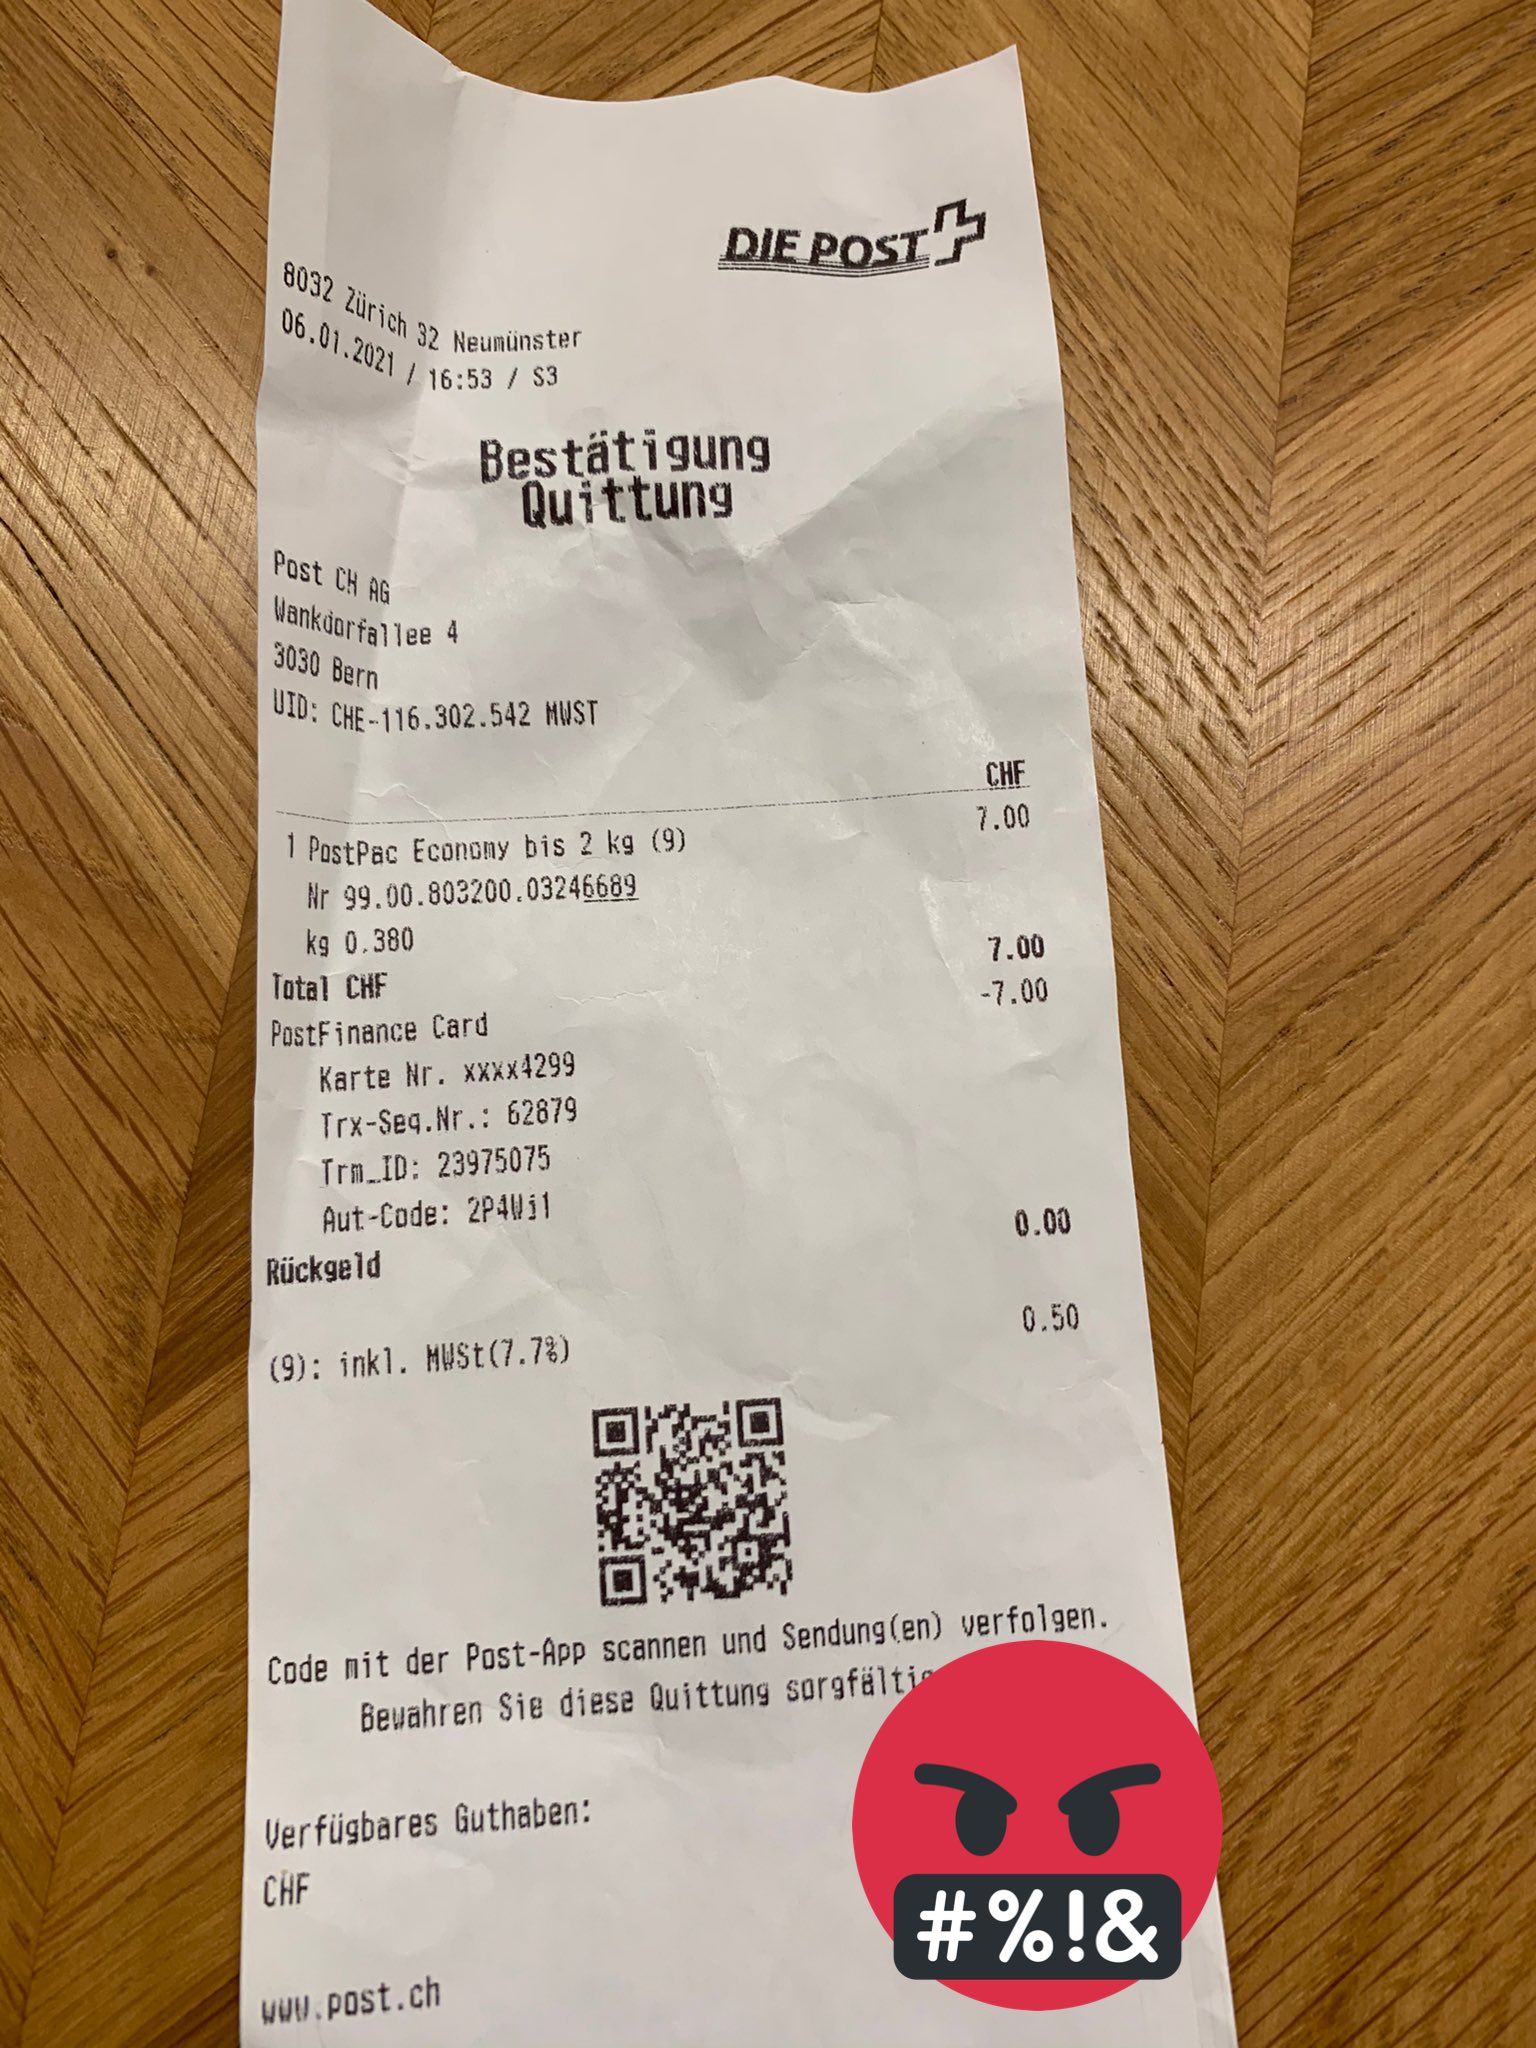 DIE POST
8032 Zürich 32 Neumünster
06.01.2021 / 16:53 / S3
Bestätigung
Quittung
Post CH AG
Wankdorfallee 4
3030 Bern
UID: CHE-116.302.542 MWST
CHF
1 PostPac Economy bis 2 kg (9) 7.00
Nr 99.00.803200.03246689
kg 0.380
Total CHF 7.00
PostFinance Card -7.00
Karte Nr. xxxx4299
Trx-Seq.Nr.: 62879
Trm_ID: 23975075
Aut-Code: 2P4Wj1
Rückgeld 0.00
(9): inkl. MWSt(7.7%) 0.50
Code mit der Post-App scannen und Sendung(en) verfolgen.
Bewahren Sie diese Quittung
Verfügbares Guthaben:
CHF
#%!&
www.post.ch